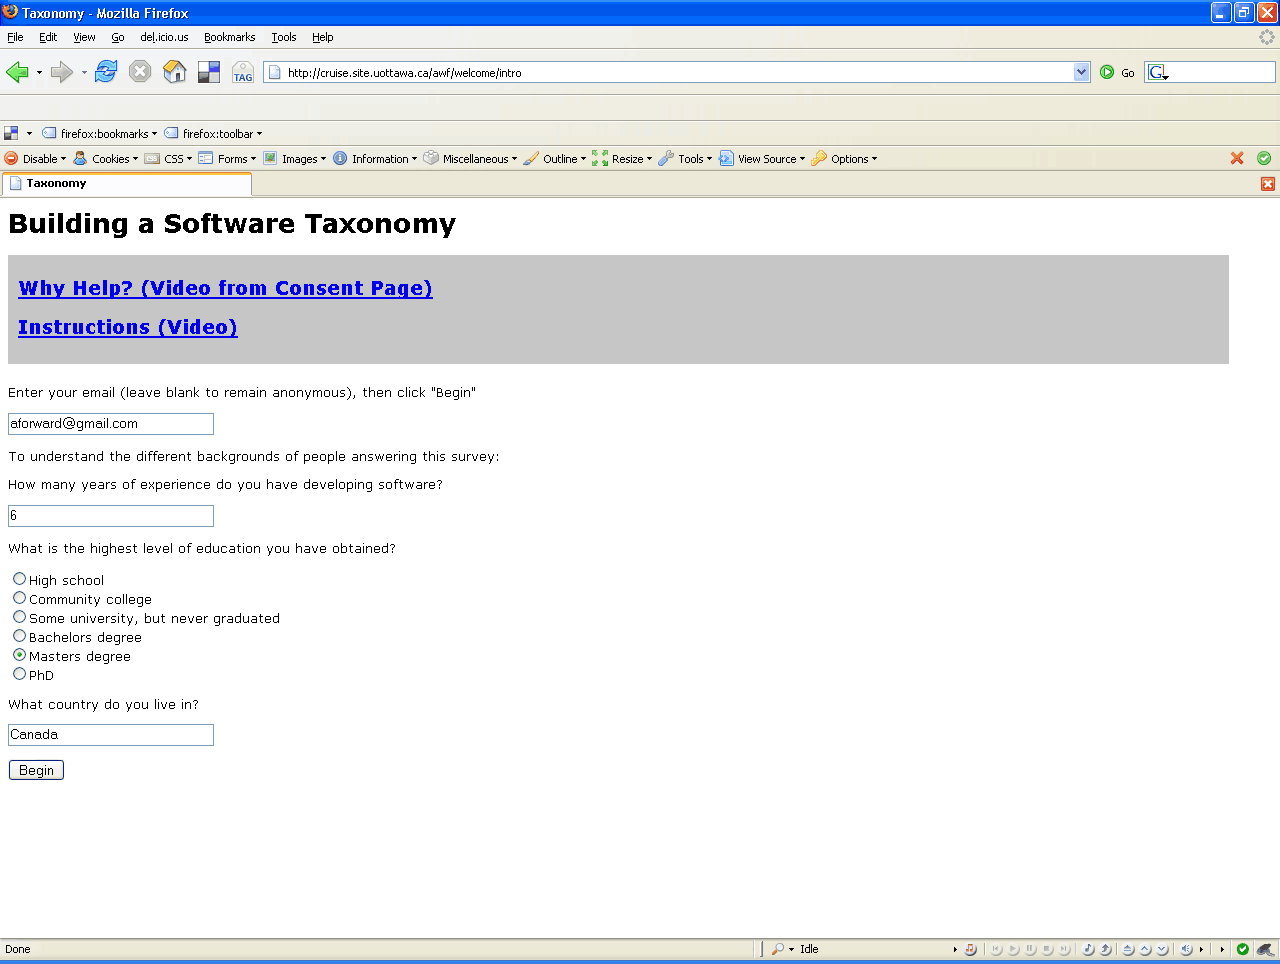 Taxonomy - Mozilla Firefox
File Edit View Go del.icio.us Bookmarks Tools Help
TAG http://cruise.site.uottawa.ca/awf/welcome/intro Go G
firefox:bookmarks firefox:toolbar
Disable Cookies CSS Forms Images Information Miscellaneous Outline Resize Tools View Source Options
Taxonomy
Building a Software Taxonomy
Why Help? (Video from Consent Page)
Instructions (Video)
Enter your email (leave blank to remain anonymous), then click "Begin"
aforward@gmail.com
To understand the different backgrounds of people answering this survey:
How many years of experience do you have developing software?
6
What is the highest level of education you have obtained?
High school
Community college
Some university, but never graduated
Bachelors degree
Masters degree
PhD
What country do you live in?
Canada
Begin
Done Idle